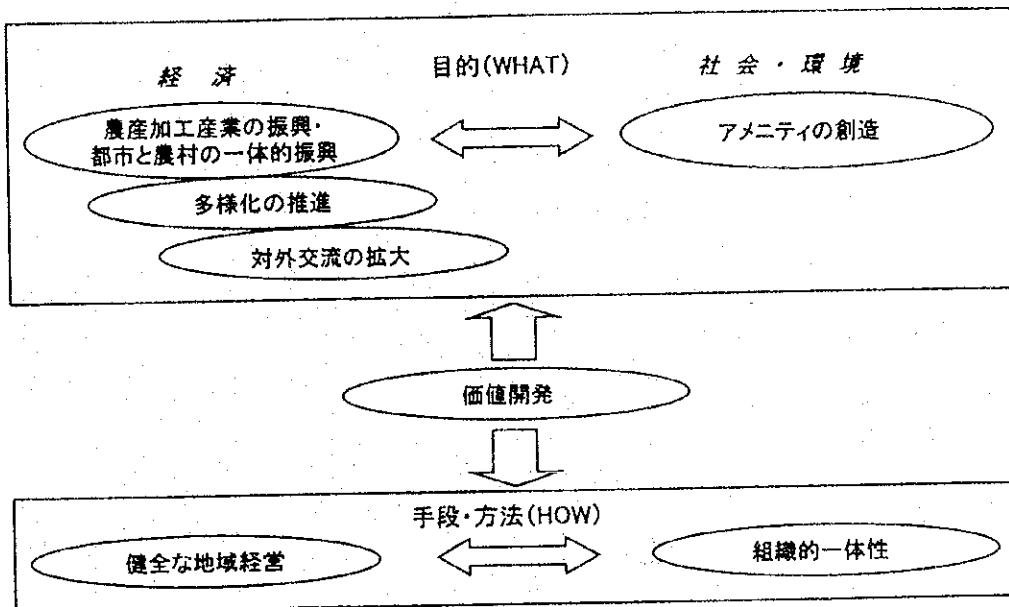 目的(WHAT)
経 済
社 会 ・ 環 境
農産加工産業の振興・
都市と農村の一体的振興
アメニティの創造
多様化の推進
対外交流の拡大
価値開発
手段・方法(HOW)
健全な地域経営
組織的一体性